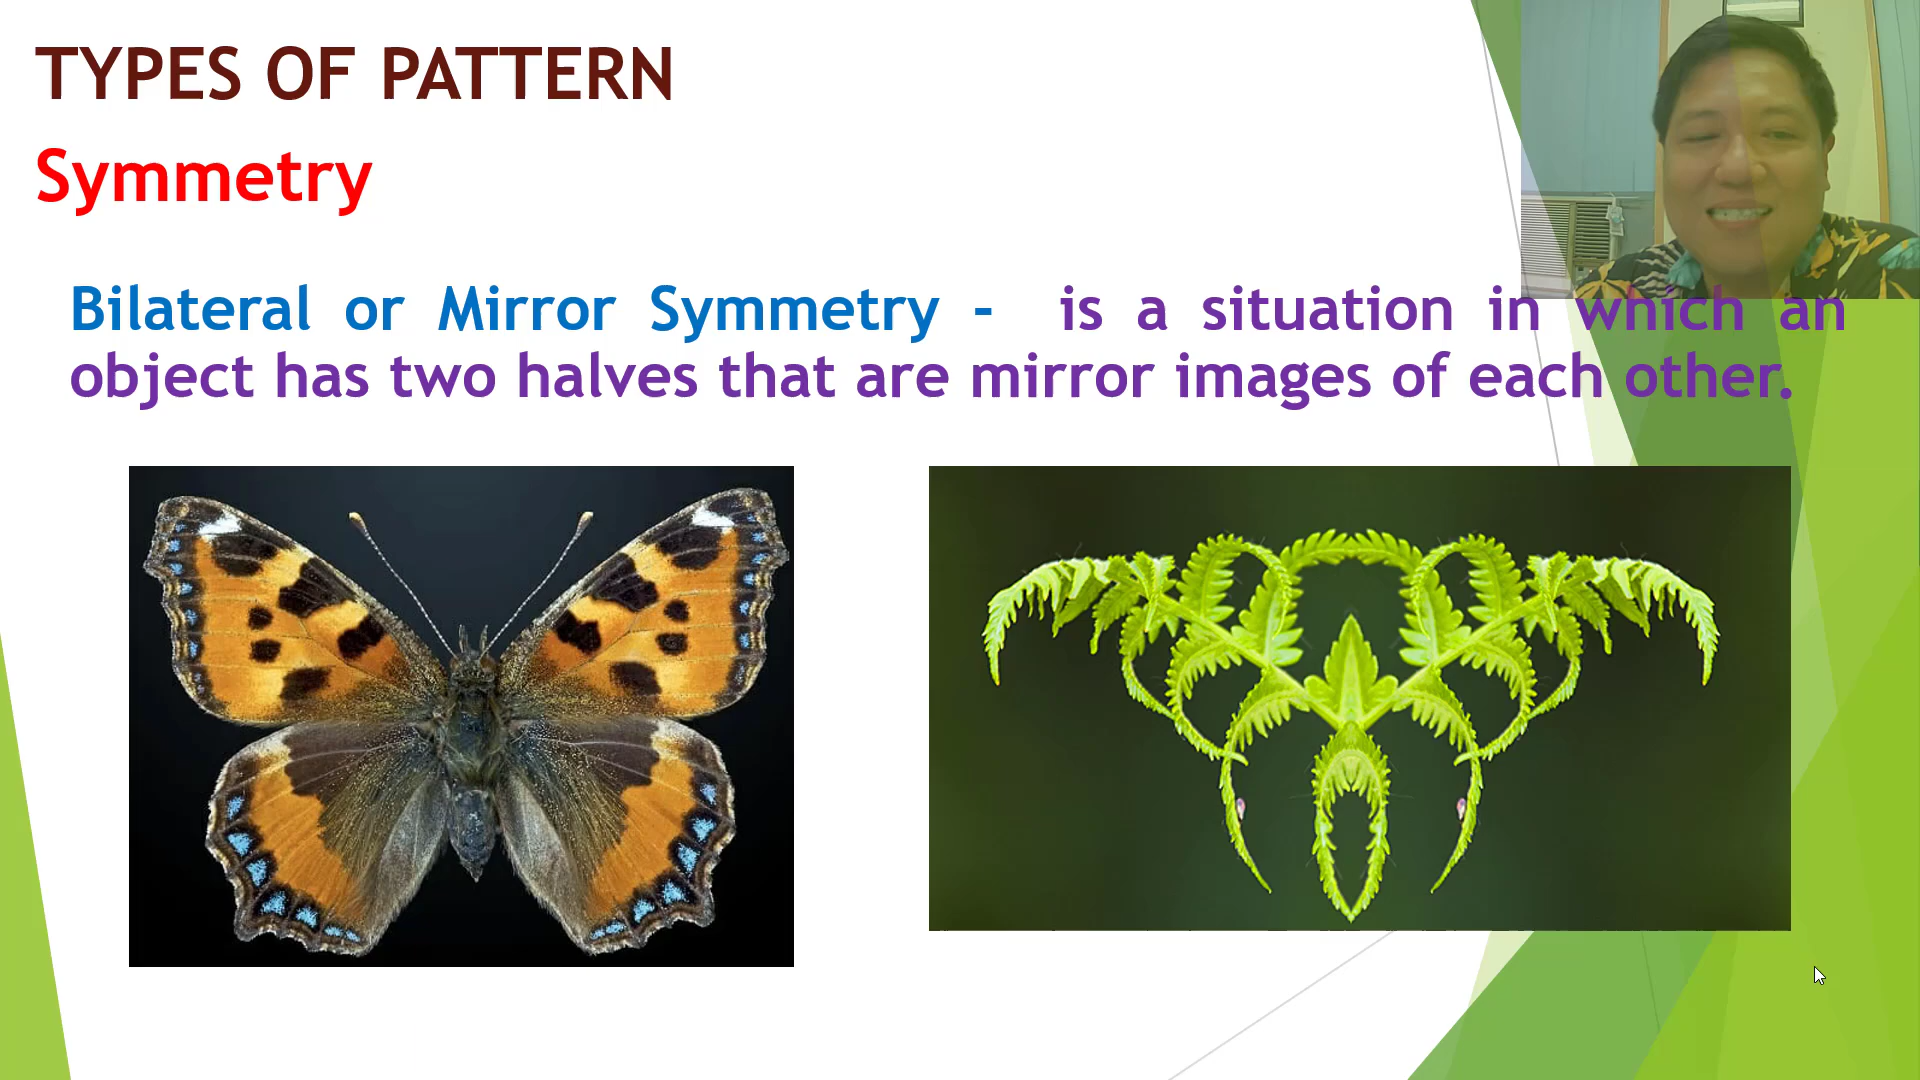 TYPES OF PATTERN
Symmetry
Bilateral or Mirror Symmetry - is a situation in which an
object has two halves that are mirror images of each other.